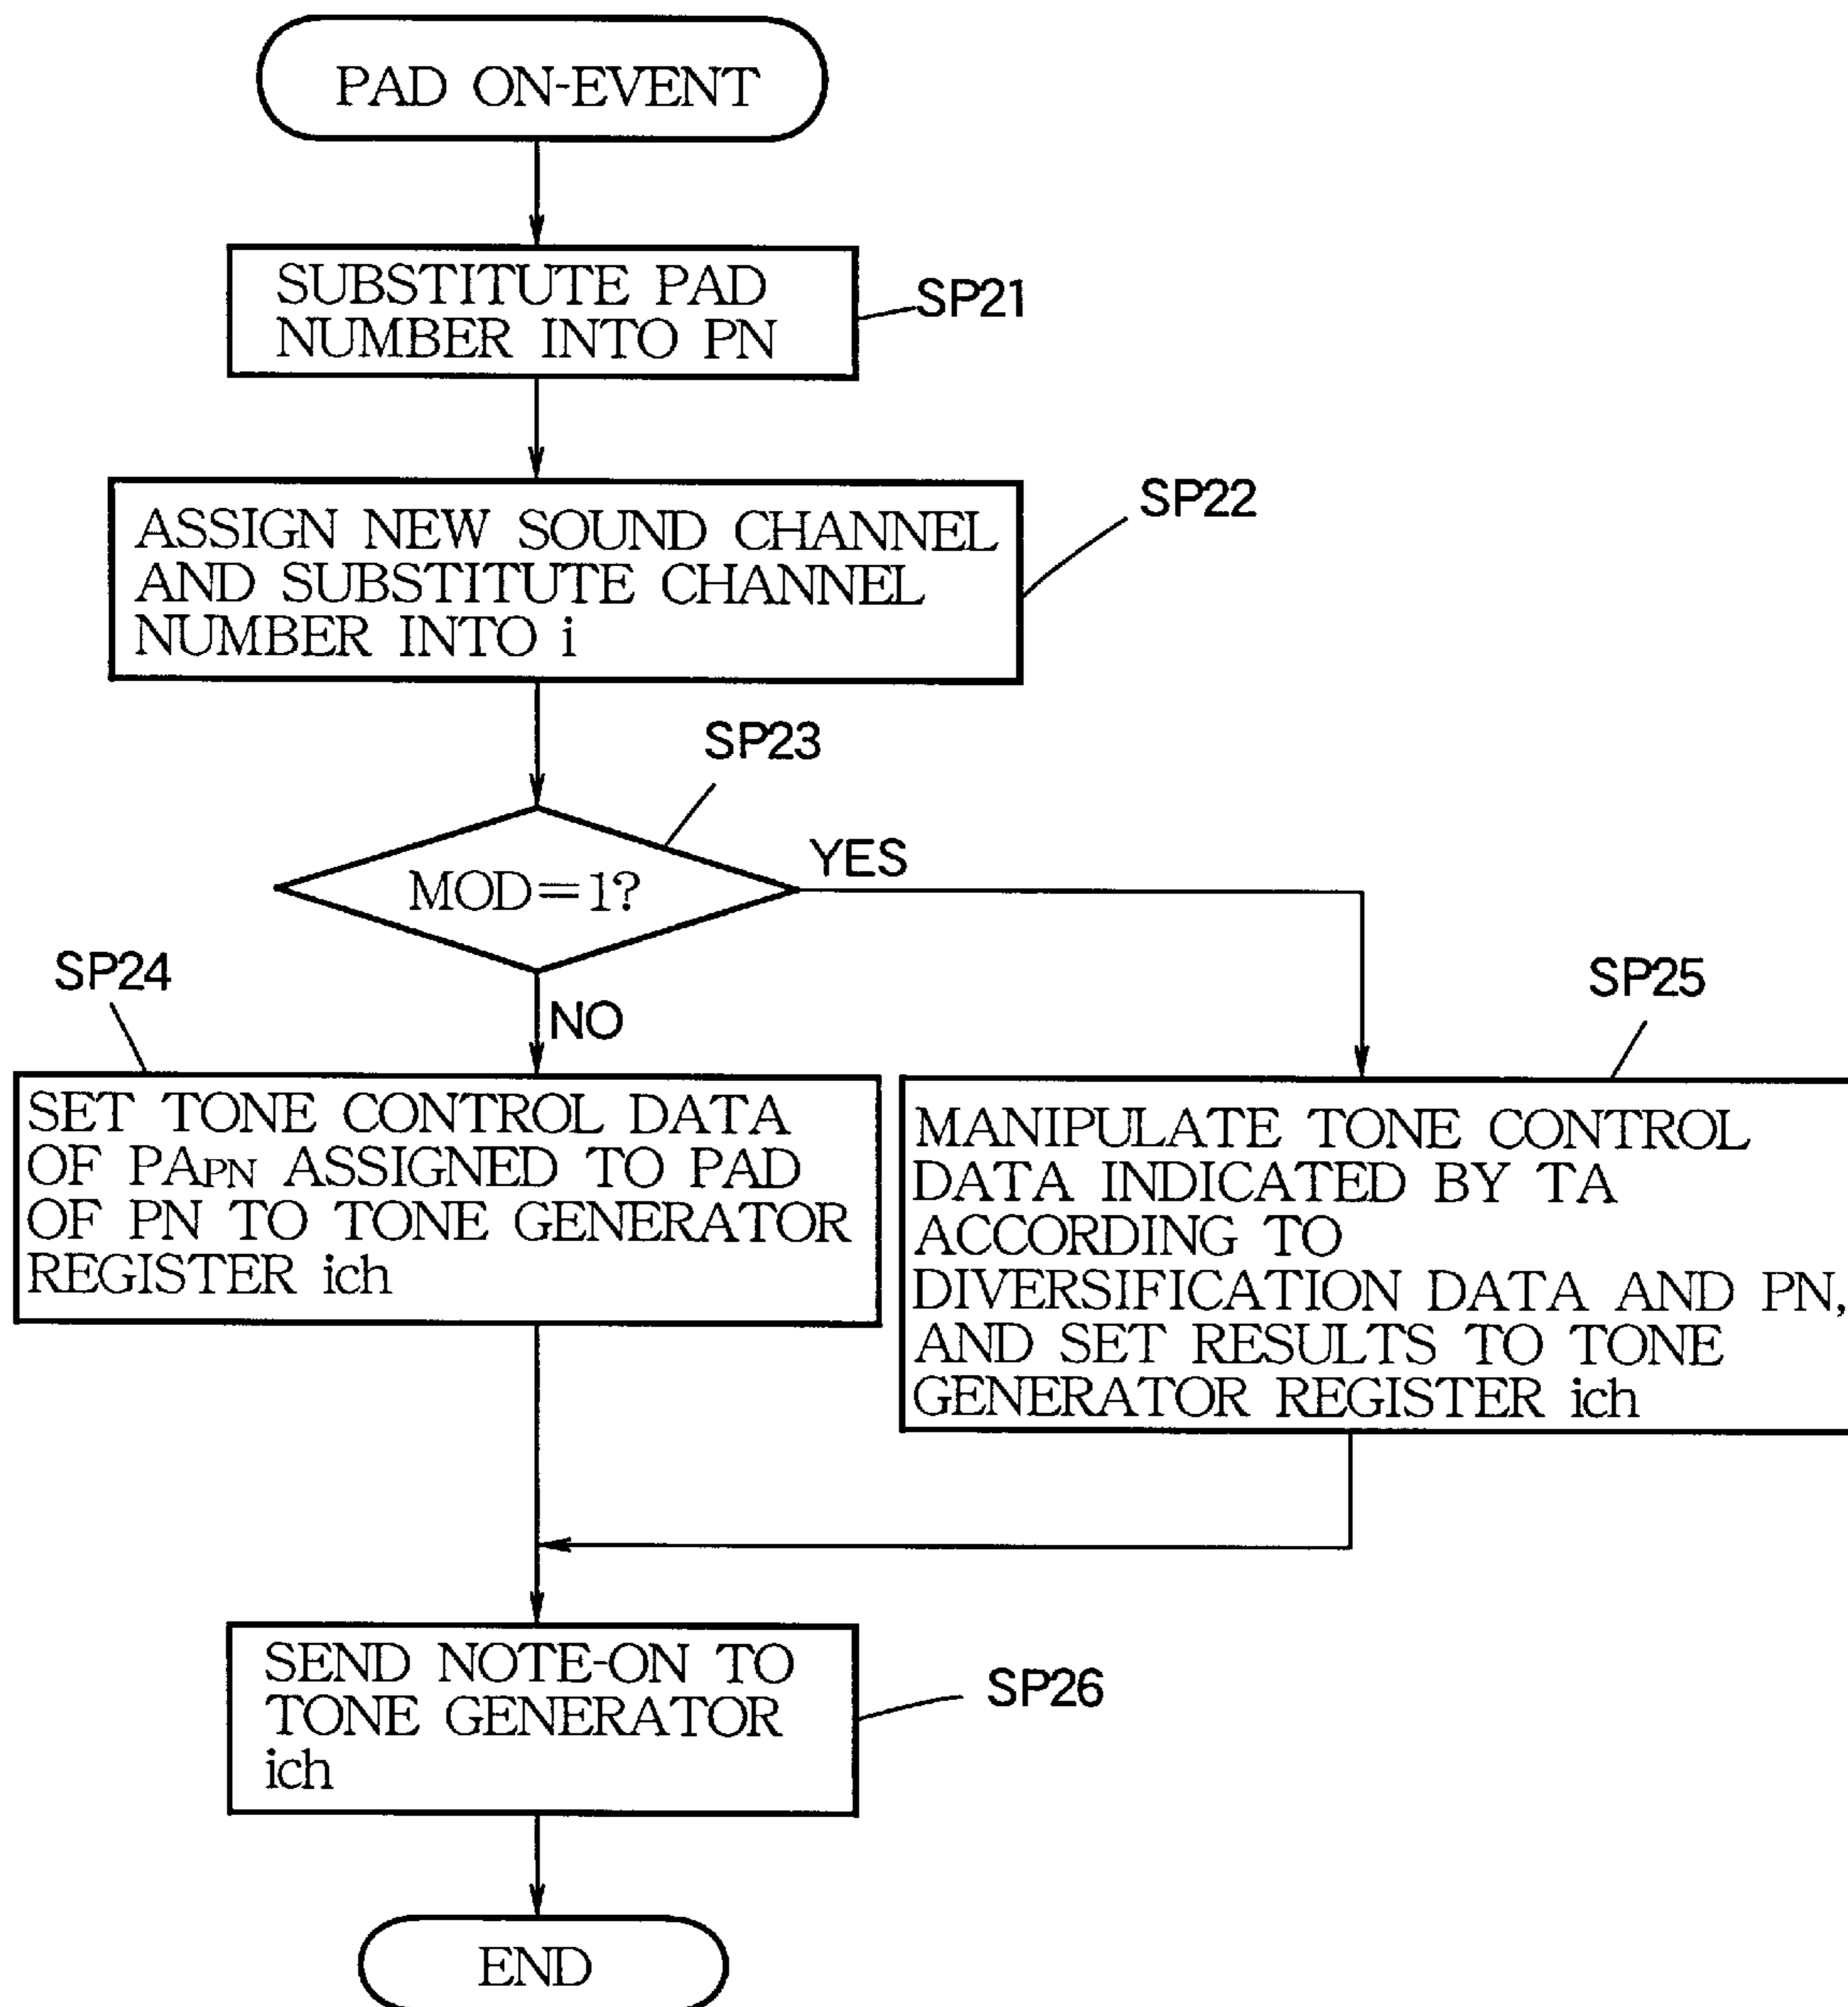 PAD ON-EVENT
SUBSTITUTE PAD
NUMBER INTO PN
SP21
ASSIGN NEW SOUND CHANNEL
AND SUBSTITUTE CHANNEL
NUMBER INTO i
SP22
SP23
MOD=1?
YES
NO
SP24
SET TONE CONTROL DATA
OF PAPN ASSIGNED TO PAD
OF PN TO TONE GENERATOR
REGISTER ich
SP25
MANIPULATE TONE CONTROL
DATA INDICATED BY TA
ACCORDING TO
DIVERSIFICATION DATA AND PN,
AND SET RESULTS TO TONE
GENERATOR REGISTER ich
SEND NOTE-ON TO
TONE GENERATOR
ich
SP26
END